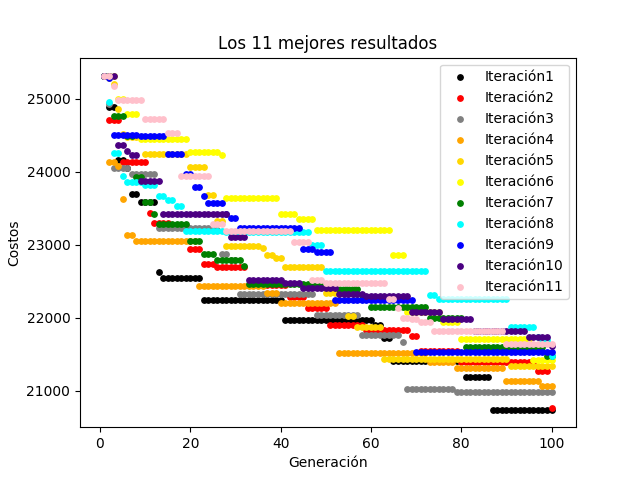 Los 11 mejores resultados
Costos
25000
24000
23000
22000
21000
0 20 40 60 80 100
Generación
Iteración1
Iteración2
Iteración3
Iteración4
Iteración5
Iteración6
Iteración7
Iteración8
Iteración9
Iteración10
Iteración11